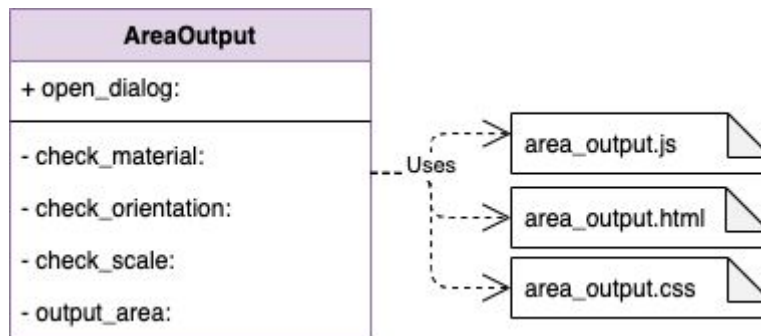 AreaOutput
+ open_dialog:
- check_material:
- check_orientation:
- check_scale:
- output_area:
Uses
area_output.js
area_output.html
area_output.css